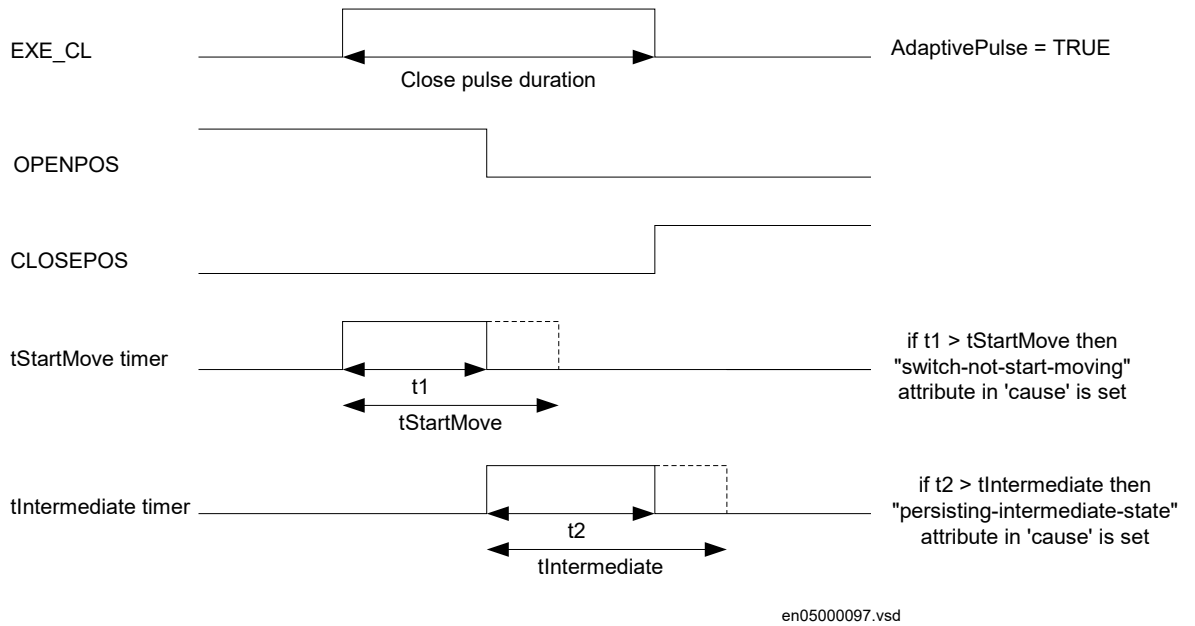 EXE_CL
AdaptivePulse = TRUE
Close pulse duration
OPENPOS
CLOSEPOS
tStartMove timer
t1
tStartMove
if t1 > tStartMove then
"switch-not-start-moving"
attribute in 'cause' is set
tIntermediate timer
t2
tIntermediate
if t2 > tIntermediate then
"persisting-intermediate-state"
attribute in 'cause' is set
en05000097.vsd